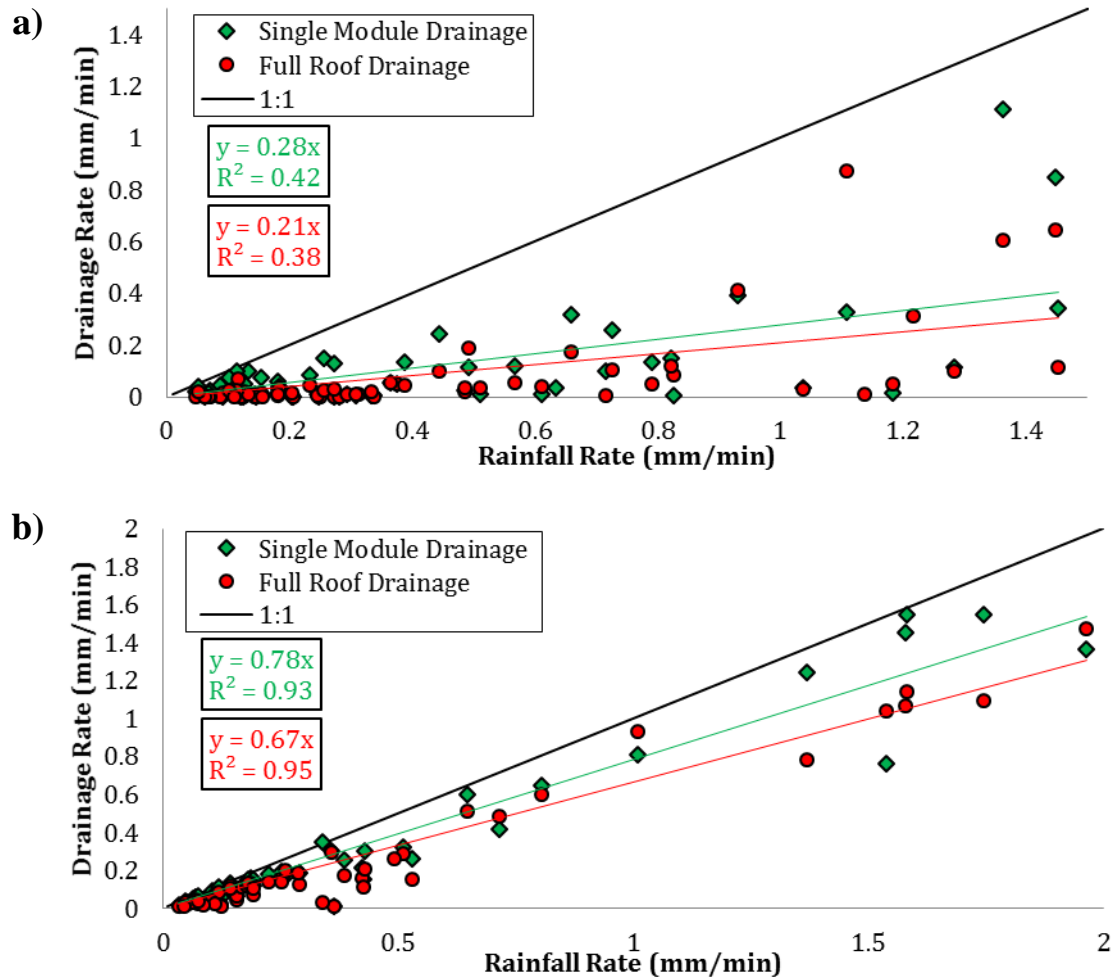 a)
Drainage Rate (mm/min)
1.4
1.2
1
0.8
0.6
0.4
0.2
0
Single Module Drainage
Full Roof Drainage
1:1
y = 0.28x
R² = 0.42
y = 0.21x
R² = 0.38
0 0.2 0.4 0.6 0.8 1 1.2 1.4
Rainfall Rate (mm/min)
b)
Drainage Rate (mm/min)
2
1.8
1.6
1.4
1.2
1
0.8
0.6
0.4
0.2
0
Single Module Drainage
Full Roof Drainage
1:1
y = 0.78x
R² = 0.93
y = 0.67x
R² = 0.95
0 0.5 1 1.5 2
Rainfall Rate (mm/min)